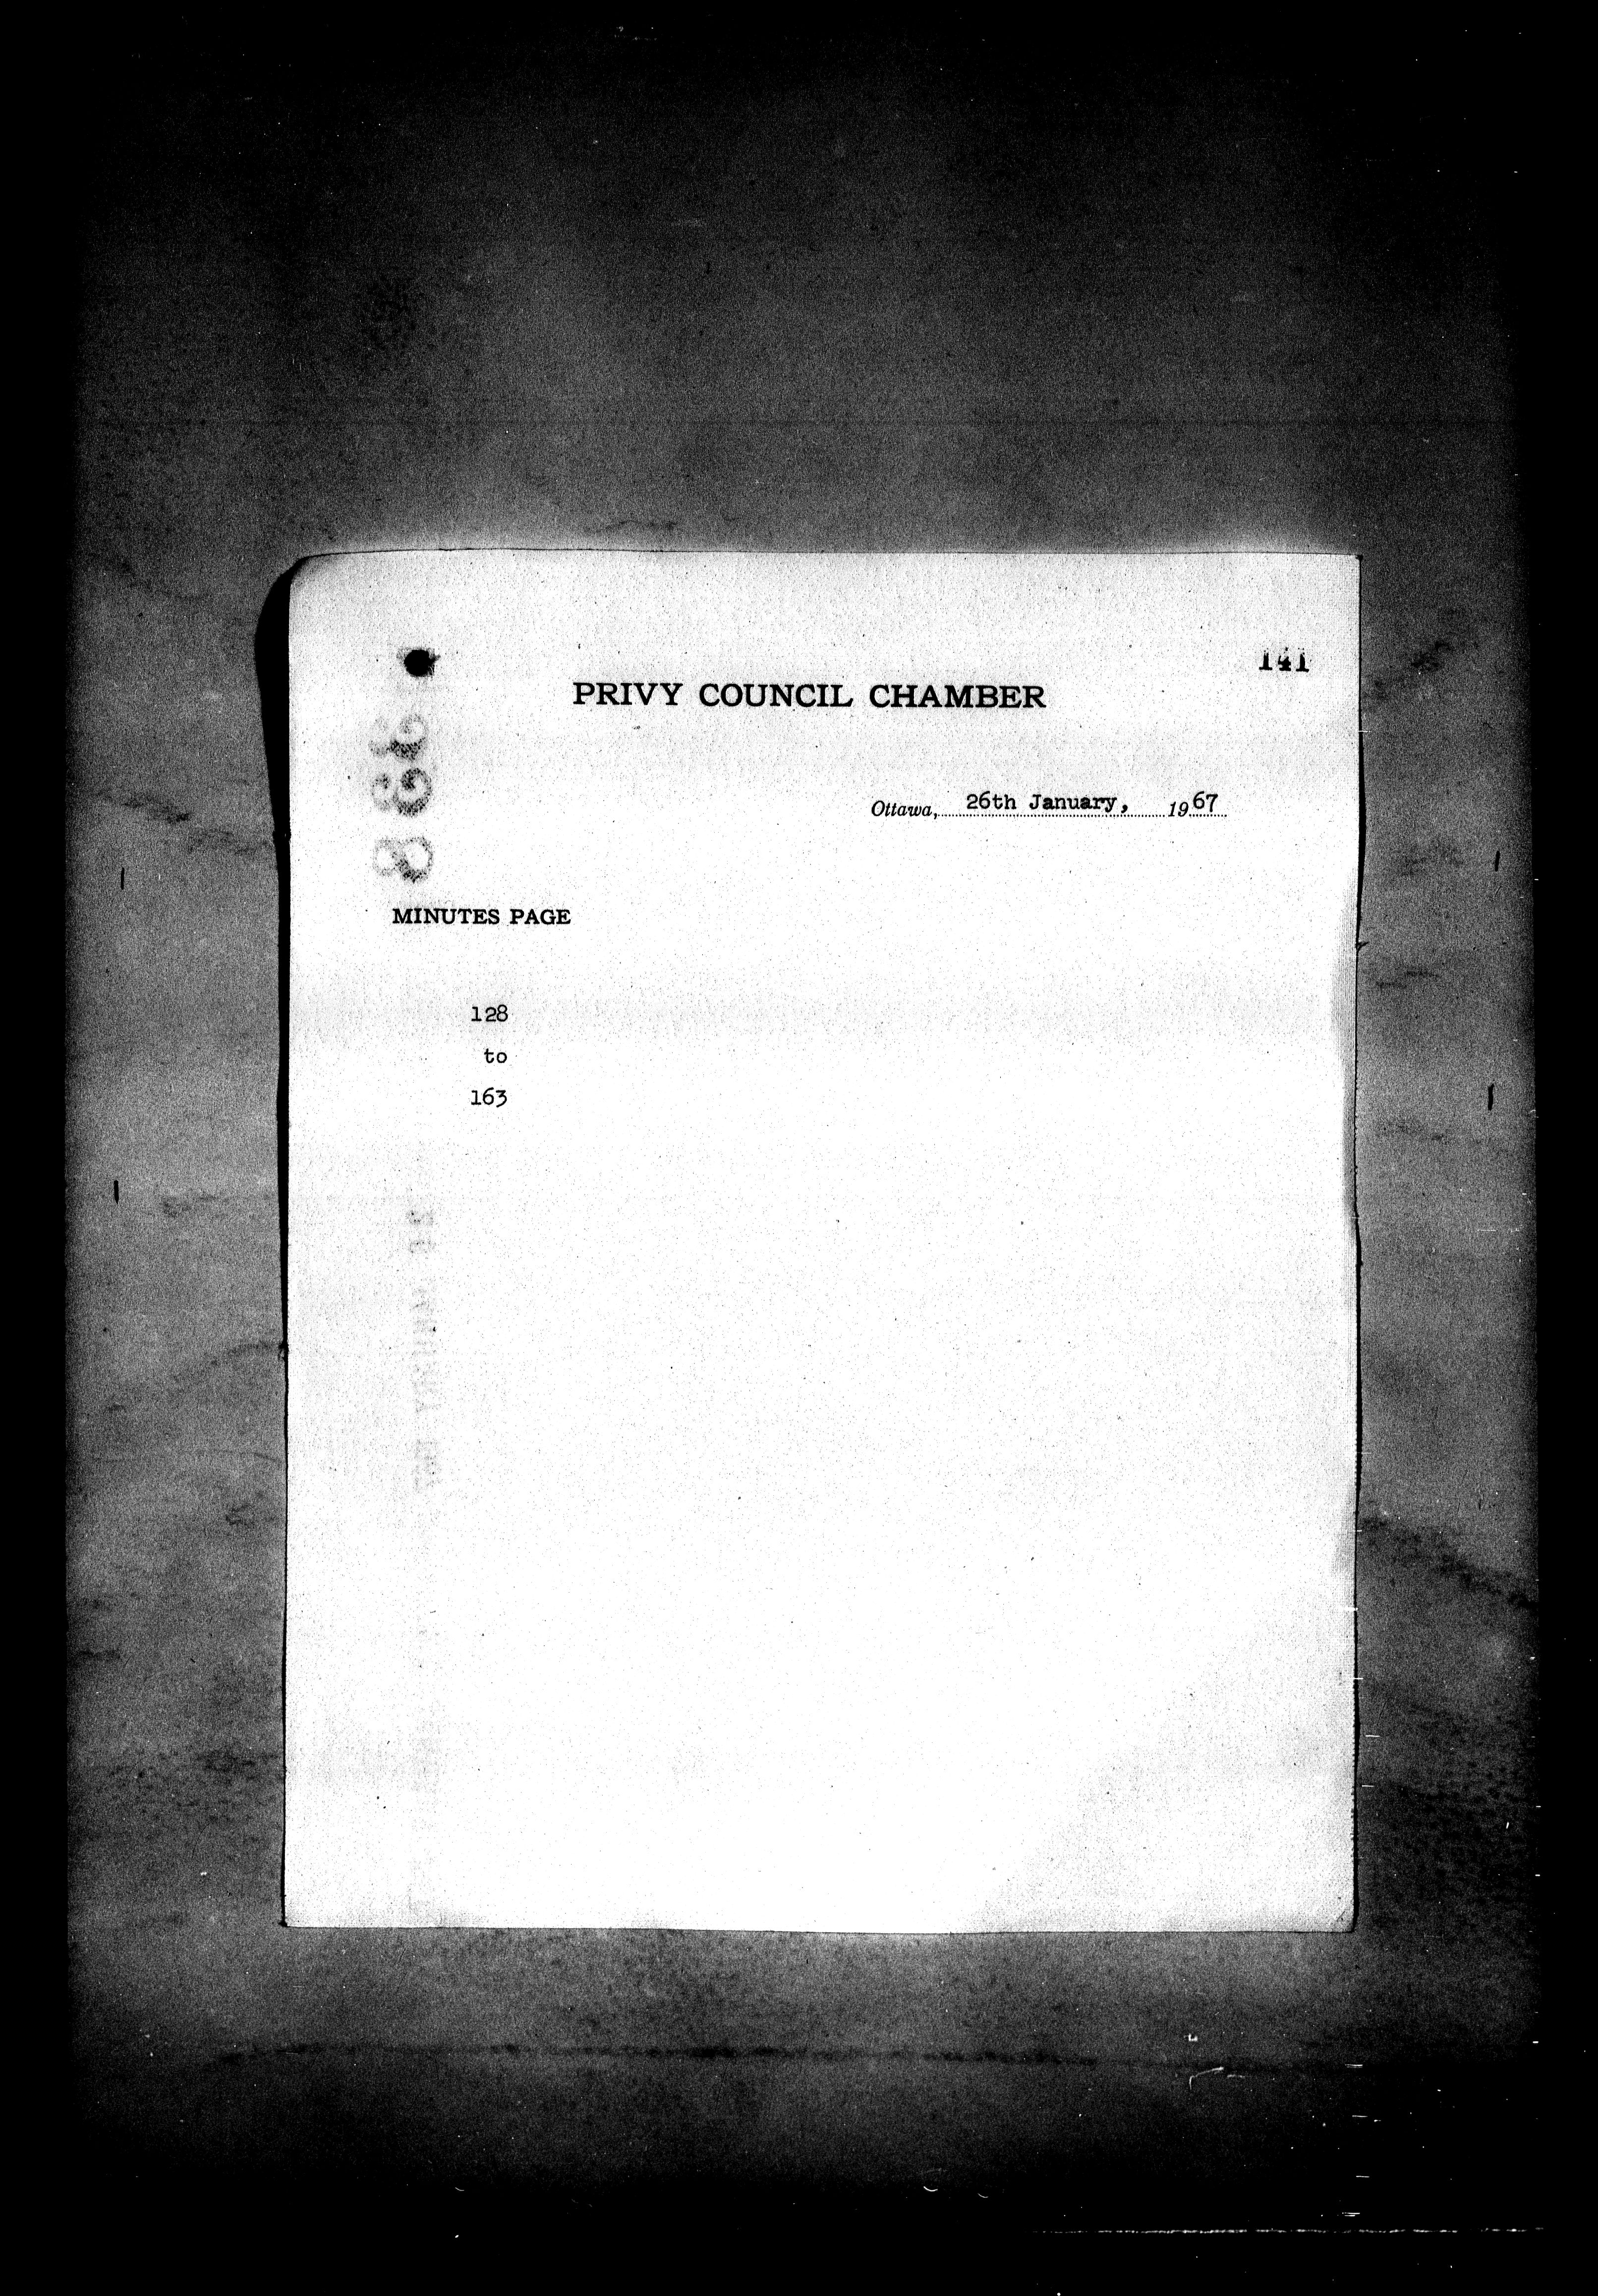 141
PRIVY COUNCIL CHAMBER
Ottawa, 26th January, 1967
MINUTES PAGE
128
to
163